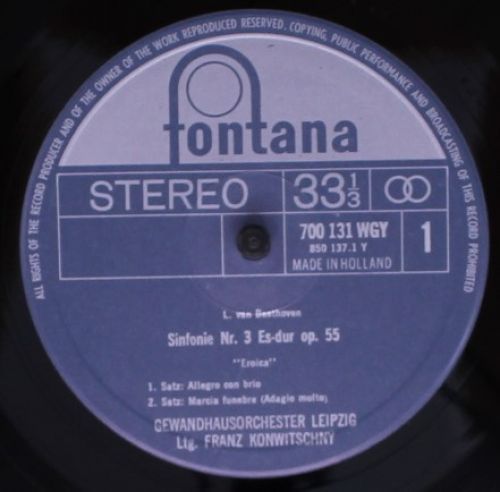 ALL RIGHTS OF THE RECORD PRODUCER AND OF THE OWNER OF THE WORK REPRODUCED RESERVED. COPYING, PUBLIC PERFORMANCE AND BROADCASTING OF THIS RECORD PROHIBITED
fontana
STEREO 33⅓
700 131 WGY 1
850 137.1 Y
MADE IN HOLLAND
L. van Beethoven
Sinfonie Nr. 3 Es-dur op. 55
"Eroica"
1. Satz: Allegro con brio
2. Satz: Marcia funebre (Adagio molto)
GEWANDHAUSORCHESTER LEIPZIG
Ltg. FRANZ KONWITSCHNY